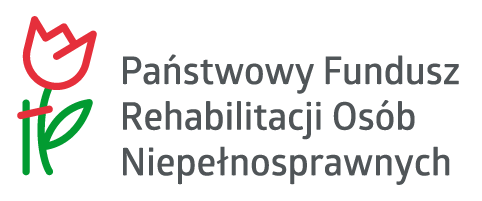 Państwowy Fundusz
Rehabilitacji Osób
Niepełnosprawnych